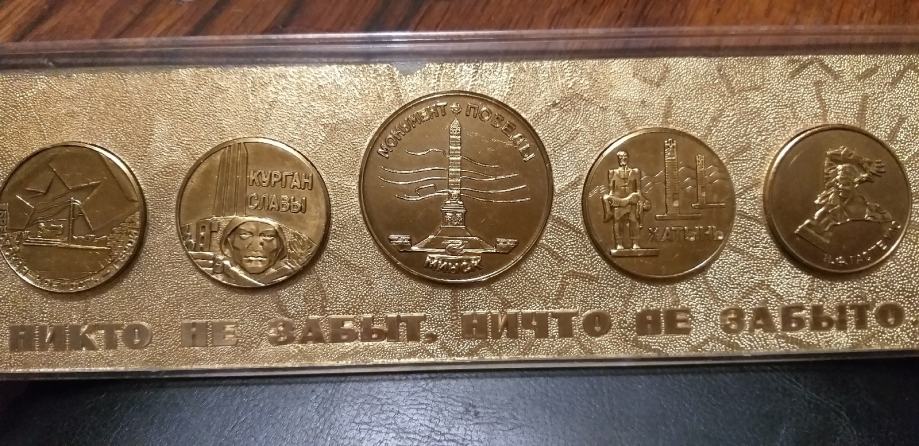 КУРГАН
СЛАВЫ
МОНУМЕНТ ПОБЕДЫ
МИНСК
ХАТЫНЬ
НИКТО НЕ ЗАБЫТ, НИЧТО НЕ ЗАБЫТО